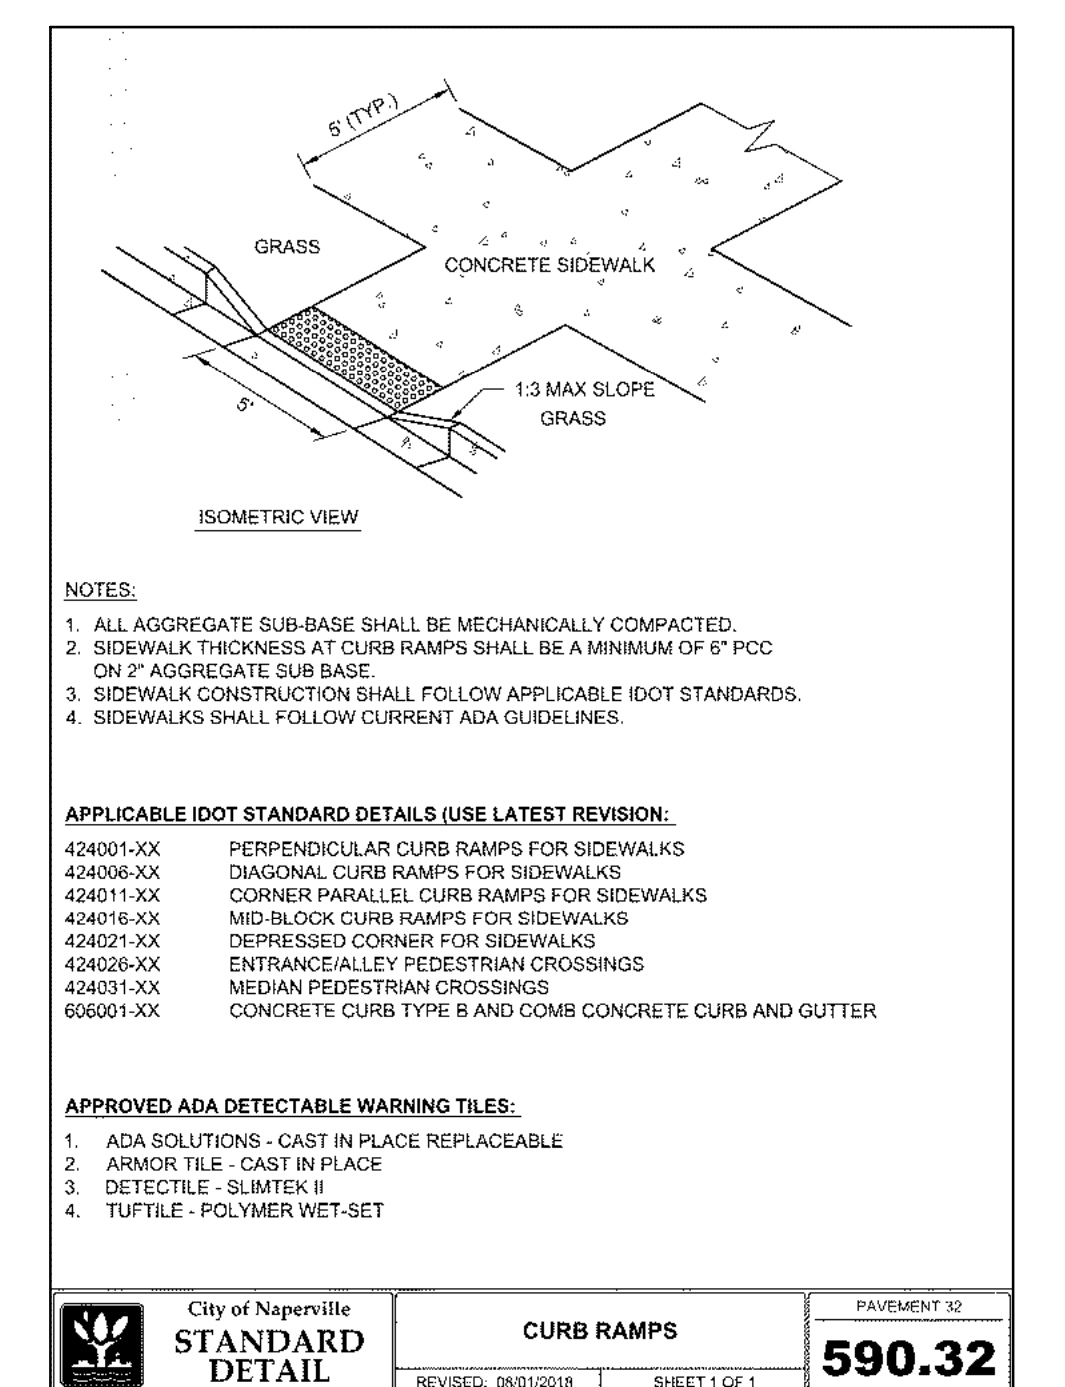 5' (TYP.)
GRASS
CONCRETE SIDEWALK
1:3 MAX SLOPE
GRASS
5'
ISOMETRIC VIEW
NOTES:
1. ALL AGGREGATE SUB-BASE SHALL BE MECHANICALLY COMPACTED.
2. SIDEWALK THICKNESS AT CURB RAMPS SHALL BE A MINIMUM OF 6" PCC
ON 2" AGGREGATE SUB BASE.
3. SIDEWALK CONSTRUCTION SHALL FOLLOW APPLICABLE IDOT STANDARDS.
4. SIDEWALKS SHALL FOLLOW CURRENT ADA GUIDELINES.
APPLICABLE IDOT STANDARD DETAILS (USE LATEST REVISION:
424001-XX PERPENDICULAR CURB RAMPS FOR SIDEWALKS
424006-XX DIAGONAL CURB RAMPS FOR SIDEWALKS
424011-XX CORNER PARALLEL CURB RAMPS FOR SIDEWALKS
424016-XX MID-BLOCK CURB RAMPS FOR SIDEWALKS
424021-XX DEPRESSED CORNER FOR SIDEWALKS
424026-XX ENTRANCE/ALLEY PEDESTRIAN CROSSINGS
424031-XX MEDIAN PEDESTRIAN CROSSINGS
606001-XX CONCRETE CURB TYPE B AND COMB CONCRETE CURB AND GUTTER
APPROVED ADA DETECTABLE WARNING TILES:
1. ADA SOLUTIONS - CAST IN PLACE REPLACEABLE
2. ARMOR TILE - CAST IN PLACE
3. DETECTILE - SLIMTEK II
4. TUFTILE - POLYMER WET-SET
City of Naperville
STANDARD
DETAIL
CURB RAMPS
REVISED: 08/01/2018
SHEET 1 OF 1
PAVEMENT 32
590.32